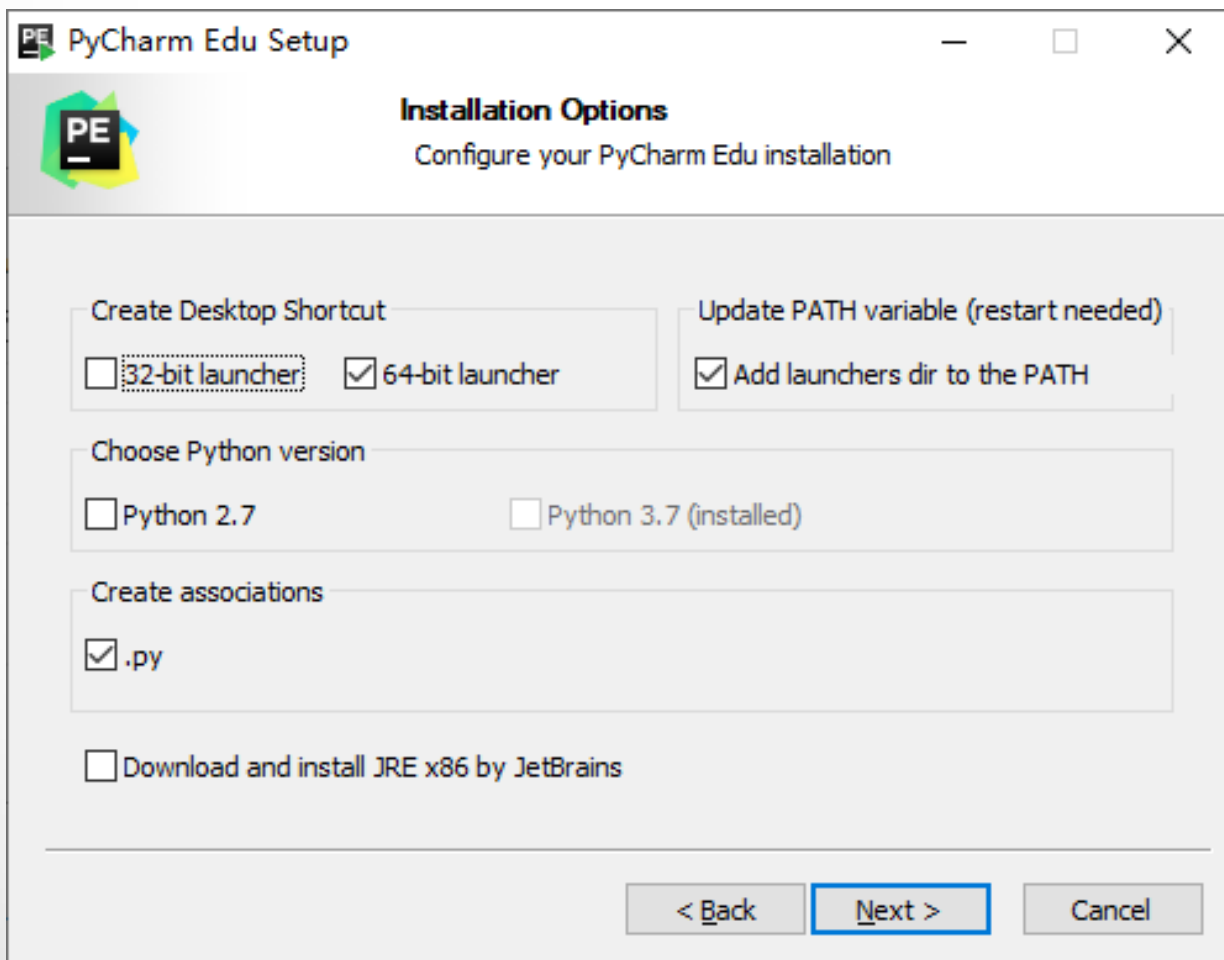 PE PyCharm Edu Setup
PE
Installation Options
Configure your PyCharm Edu installation
Create Desktop Shortcut
Update PATH variable (restart needed)
32-bit launcher
64-bit launcher
Add launchers dir to the PATH
Choose Python version
Python 2.7
Python 3.7 (installed)
Create associations
.py
Download and install JRE x86 by JetBrains
< Back
Next >
Cancel